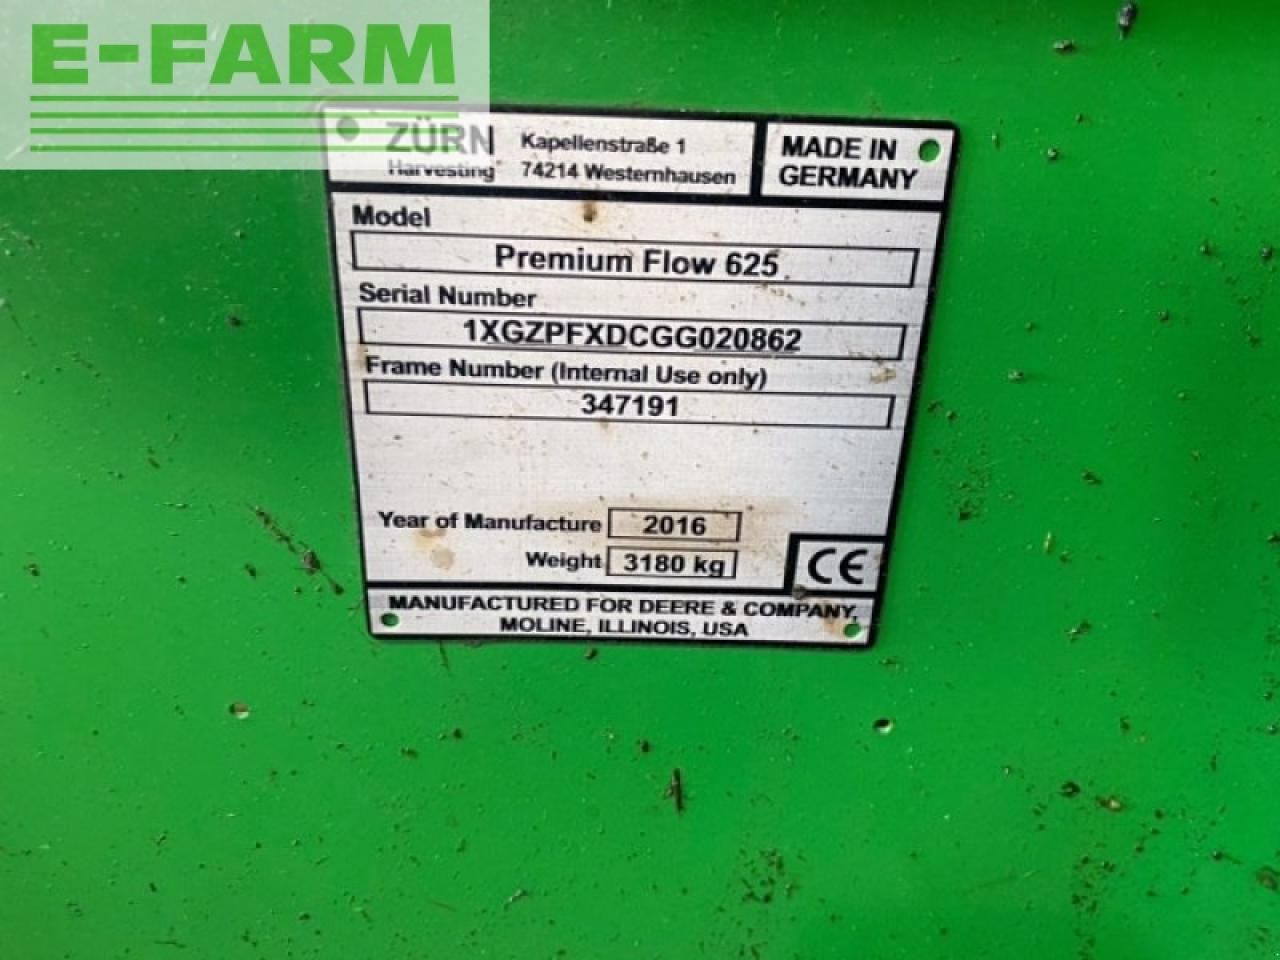 E-FARM
ZÜRN Kapellenstraße 1
Harvesting 74214 Westernhausen
MADE IN
GERMANY
Model
Premium Flow 625
Serial Number
1XGZPFXDCGG020862
Frame Number (Internal Use only)
347191
Year of Manufacture 2016
Weight 3180 kg
CE
MANUFACTURED FOR DEERE & COMPANY,
MOLINE, ILLINOIS, USA